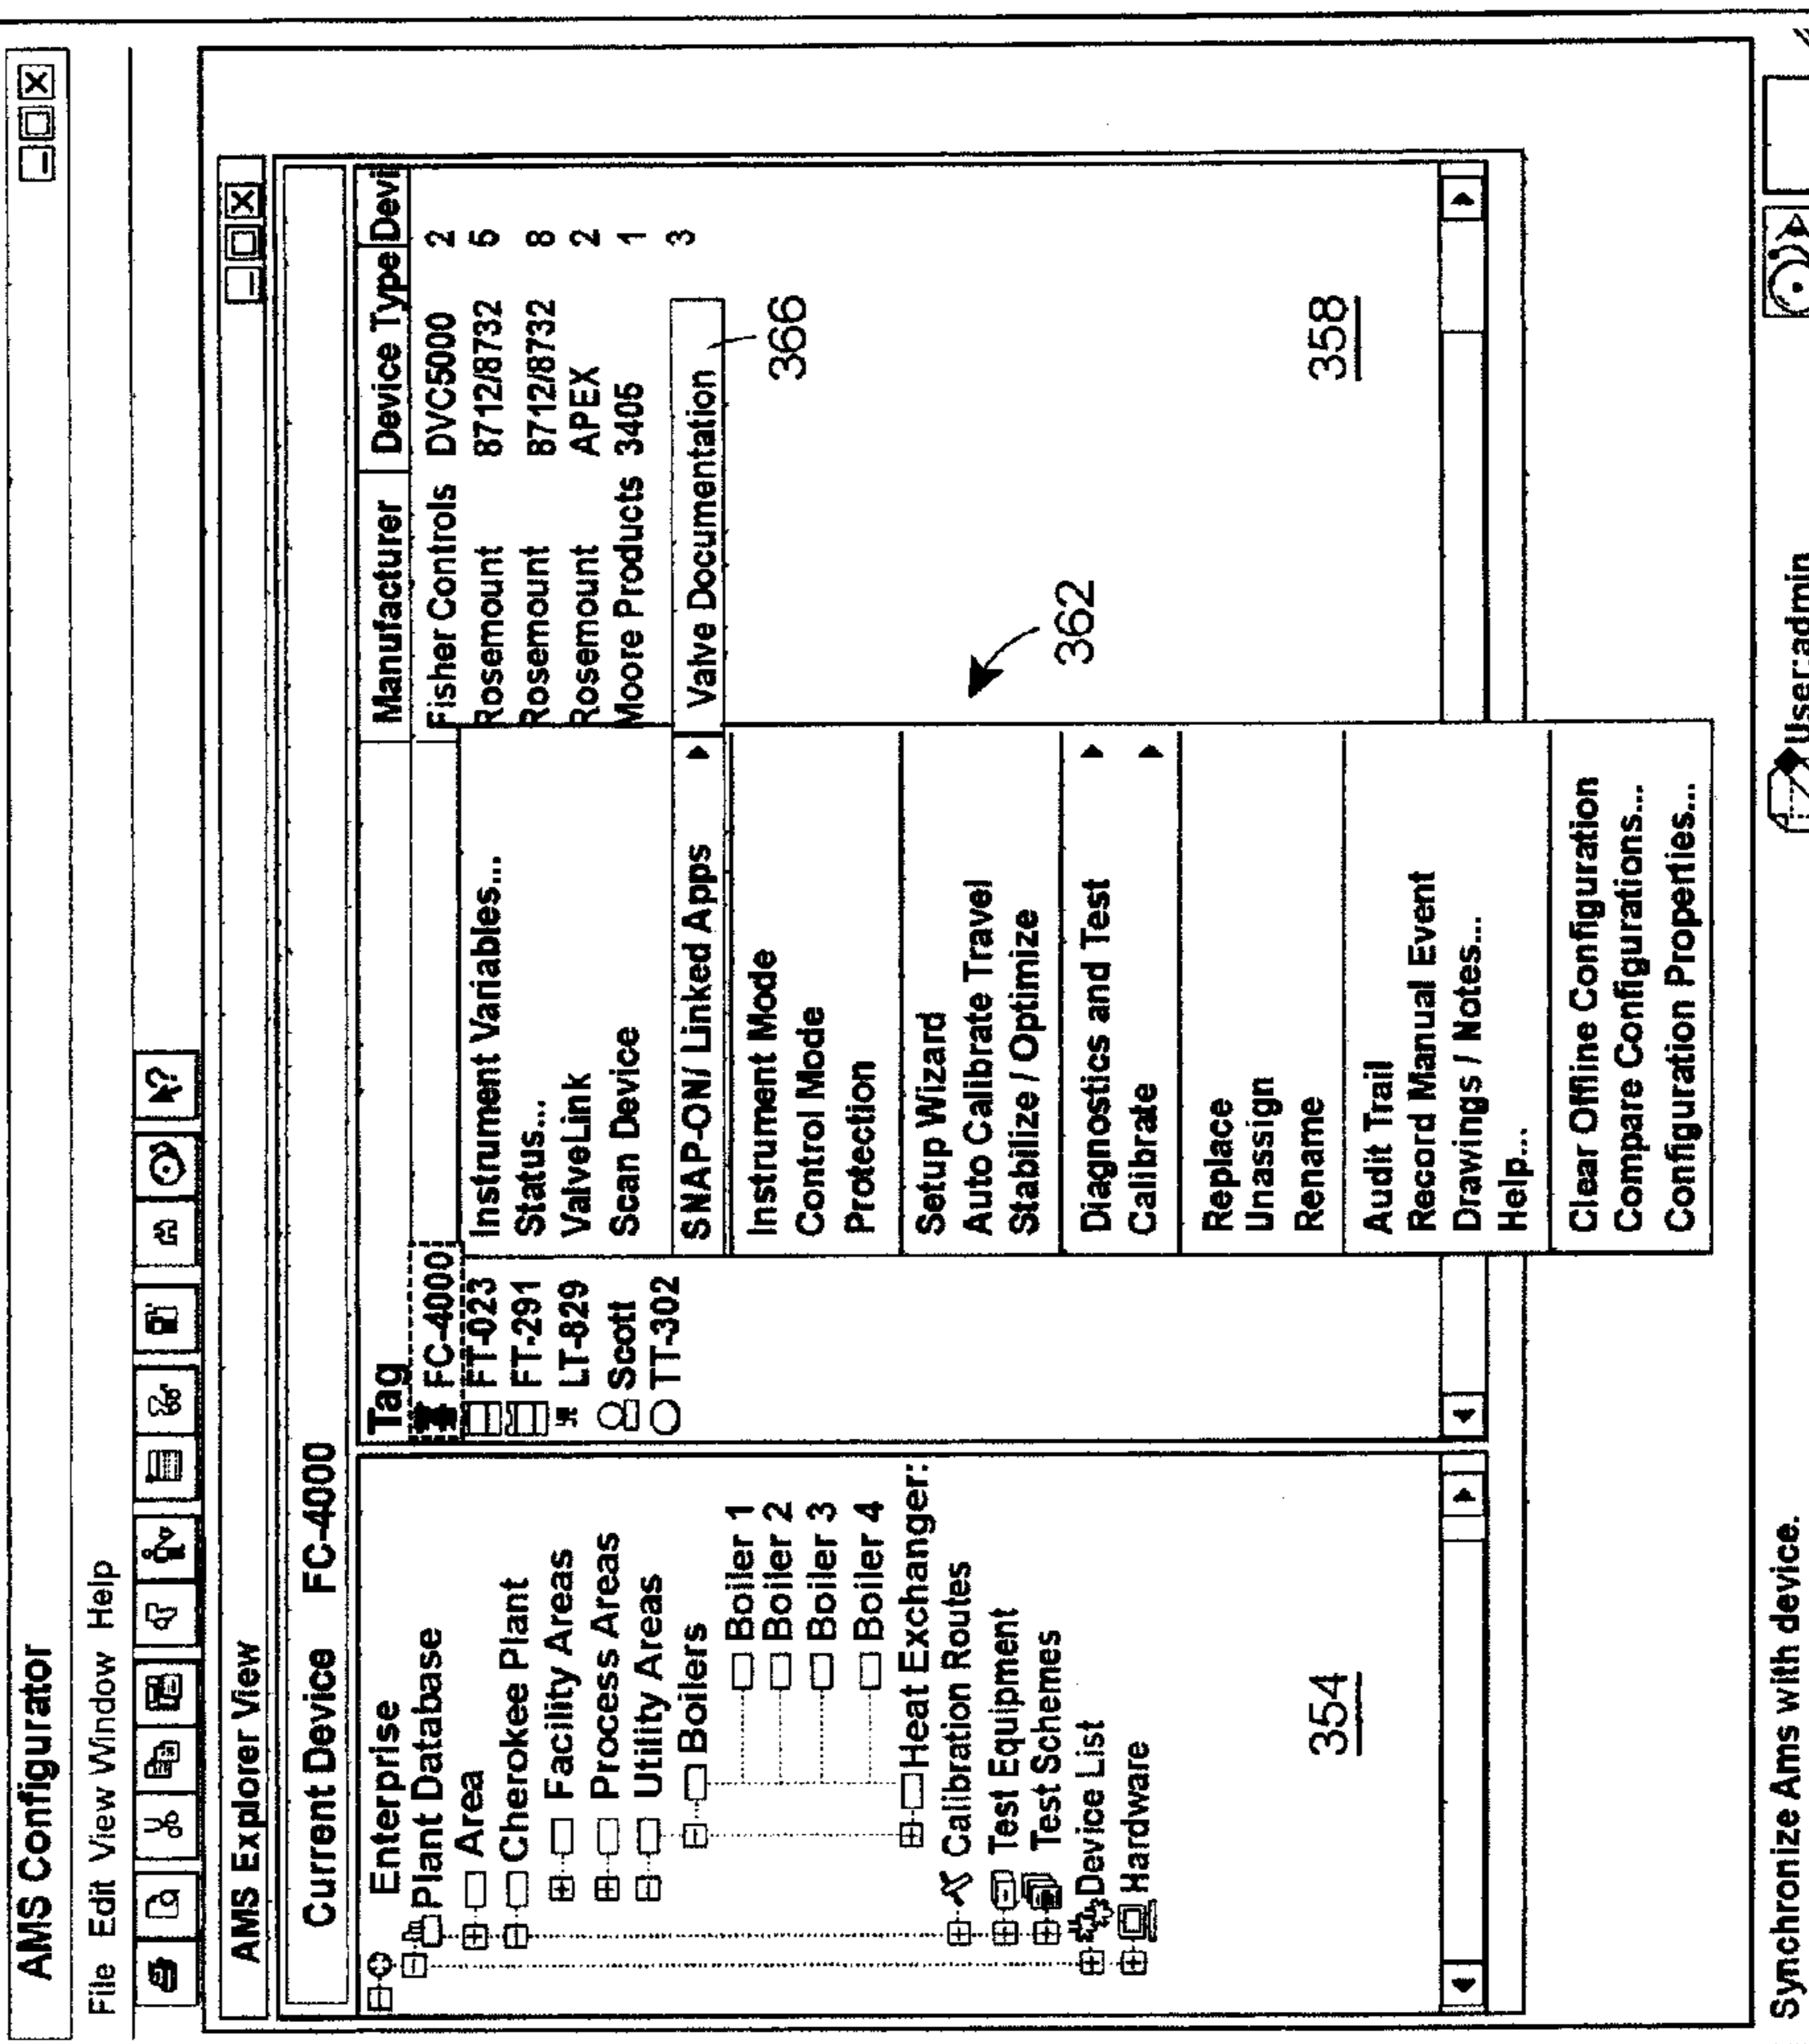 AMS Configurator
File Edit View Window Help
AMS Explorer View
Current Device FC-4000
Enterprise
Plant Database
Area
Cherokee Plant
Facility Areas
Process Areas
Utility Areas
Boilers
Boiler 1
Boiler 2
Boiler 3
Boiler 4
Heat Exchanger:
Calibration Routes
Test Equipment
Test Schemes
Device List
Hardware
354
Tag Manufacturer Device Type Devi
FC-4000 Fisher Controls DVC5000 2
FT-023 Rosemount 8712/8732 5
FT-291 Rosemount 8712/8732 8
LT-829 Rosemount APEX 2
Scott Moore Products 3405 1
TT-302 3
Instrument Variables...
Status...
ValveLink
Scan Device
SNAP-ON/ Linked Apps
Valve Documentation
366
Instrument Mode
Control Mode
Protection
Setup Wizard
Auto Calibrate Travel
Stabilize / Optimize
Diagnostics and Test
Calibrate
Replace
Unassign
Rename
Audit Trail
Record Manual Event
Drawings / Notes...
Help...
Clear Offline Configuration
Compare Configurations...
Configuration Properties...
362
358
Synchronize Ams with device.
User:admin